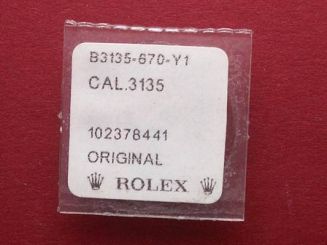 B3135-670-Y1
CAL.3135
102378441
ORIGINAL
ROLEX